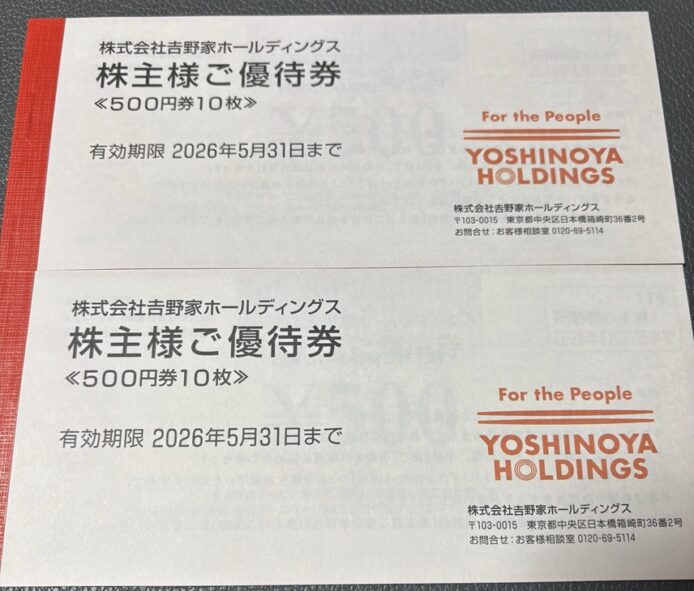 株式会社𠮷野家ホールディングス
株主様ご優待券
≪500円券10枚≫
有効期限 2026年5月31日まで
For the People
YOSHINOYA
HOLDINGS
株式会社𠮷野家ホールディングス
〒103-0015 東京都中央区日本橋箱崎町36番2号
お問合せ：お客様相談室 0120-69-5114
株式会社𠮷野家ホールディングス
株主様ご優待券
≪500円券10枚≫
有効期限 2026年5月31日まで
For the People
YOSHINOYA
HOLDINGS
株式会社𠮷野家ホールディングス
〒103-0015 東京都中央区日本橋箱崎町36番2号
お問合せ：お客様相談室 0120-69-5114